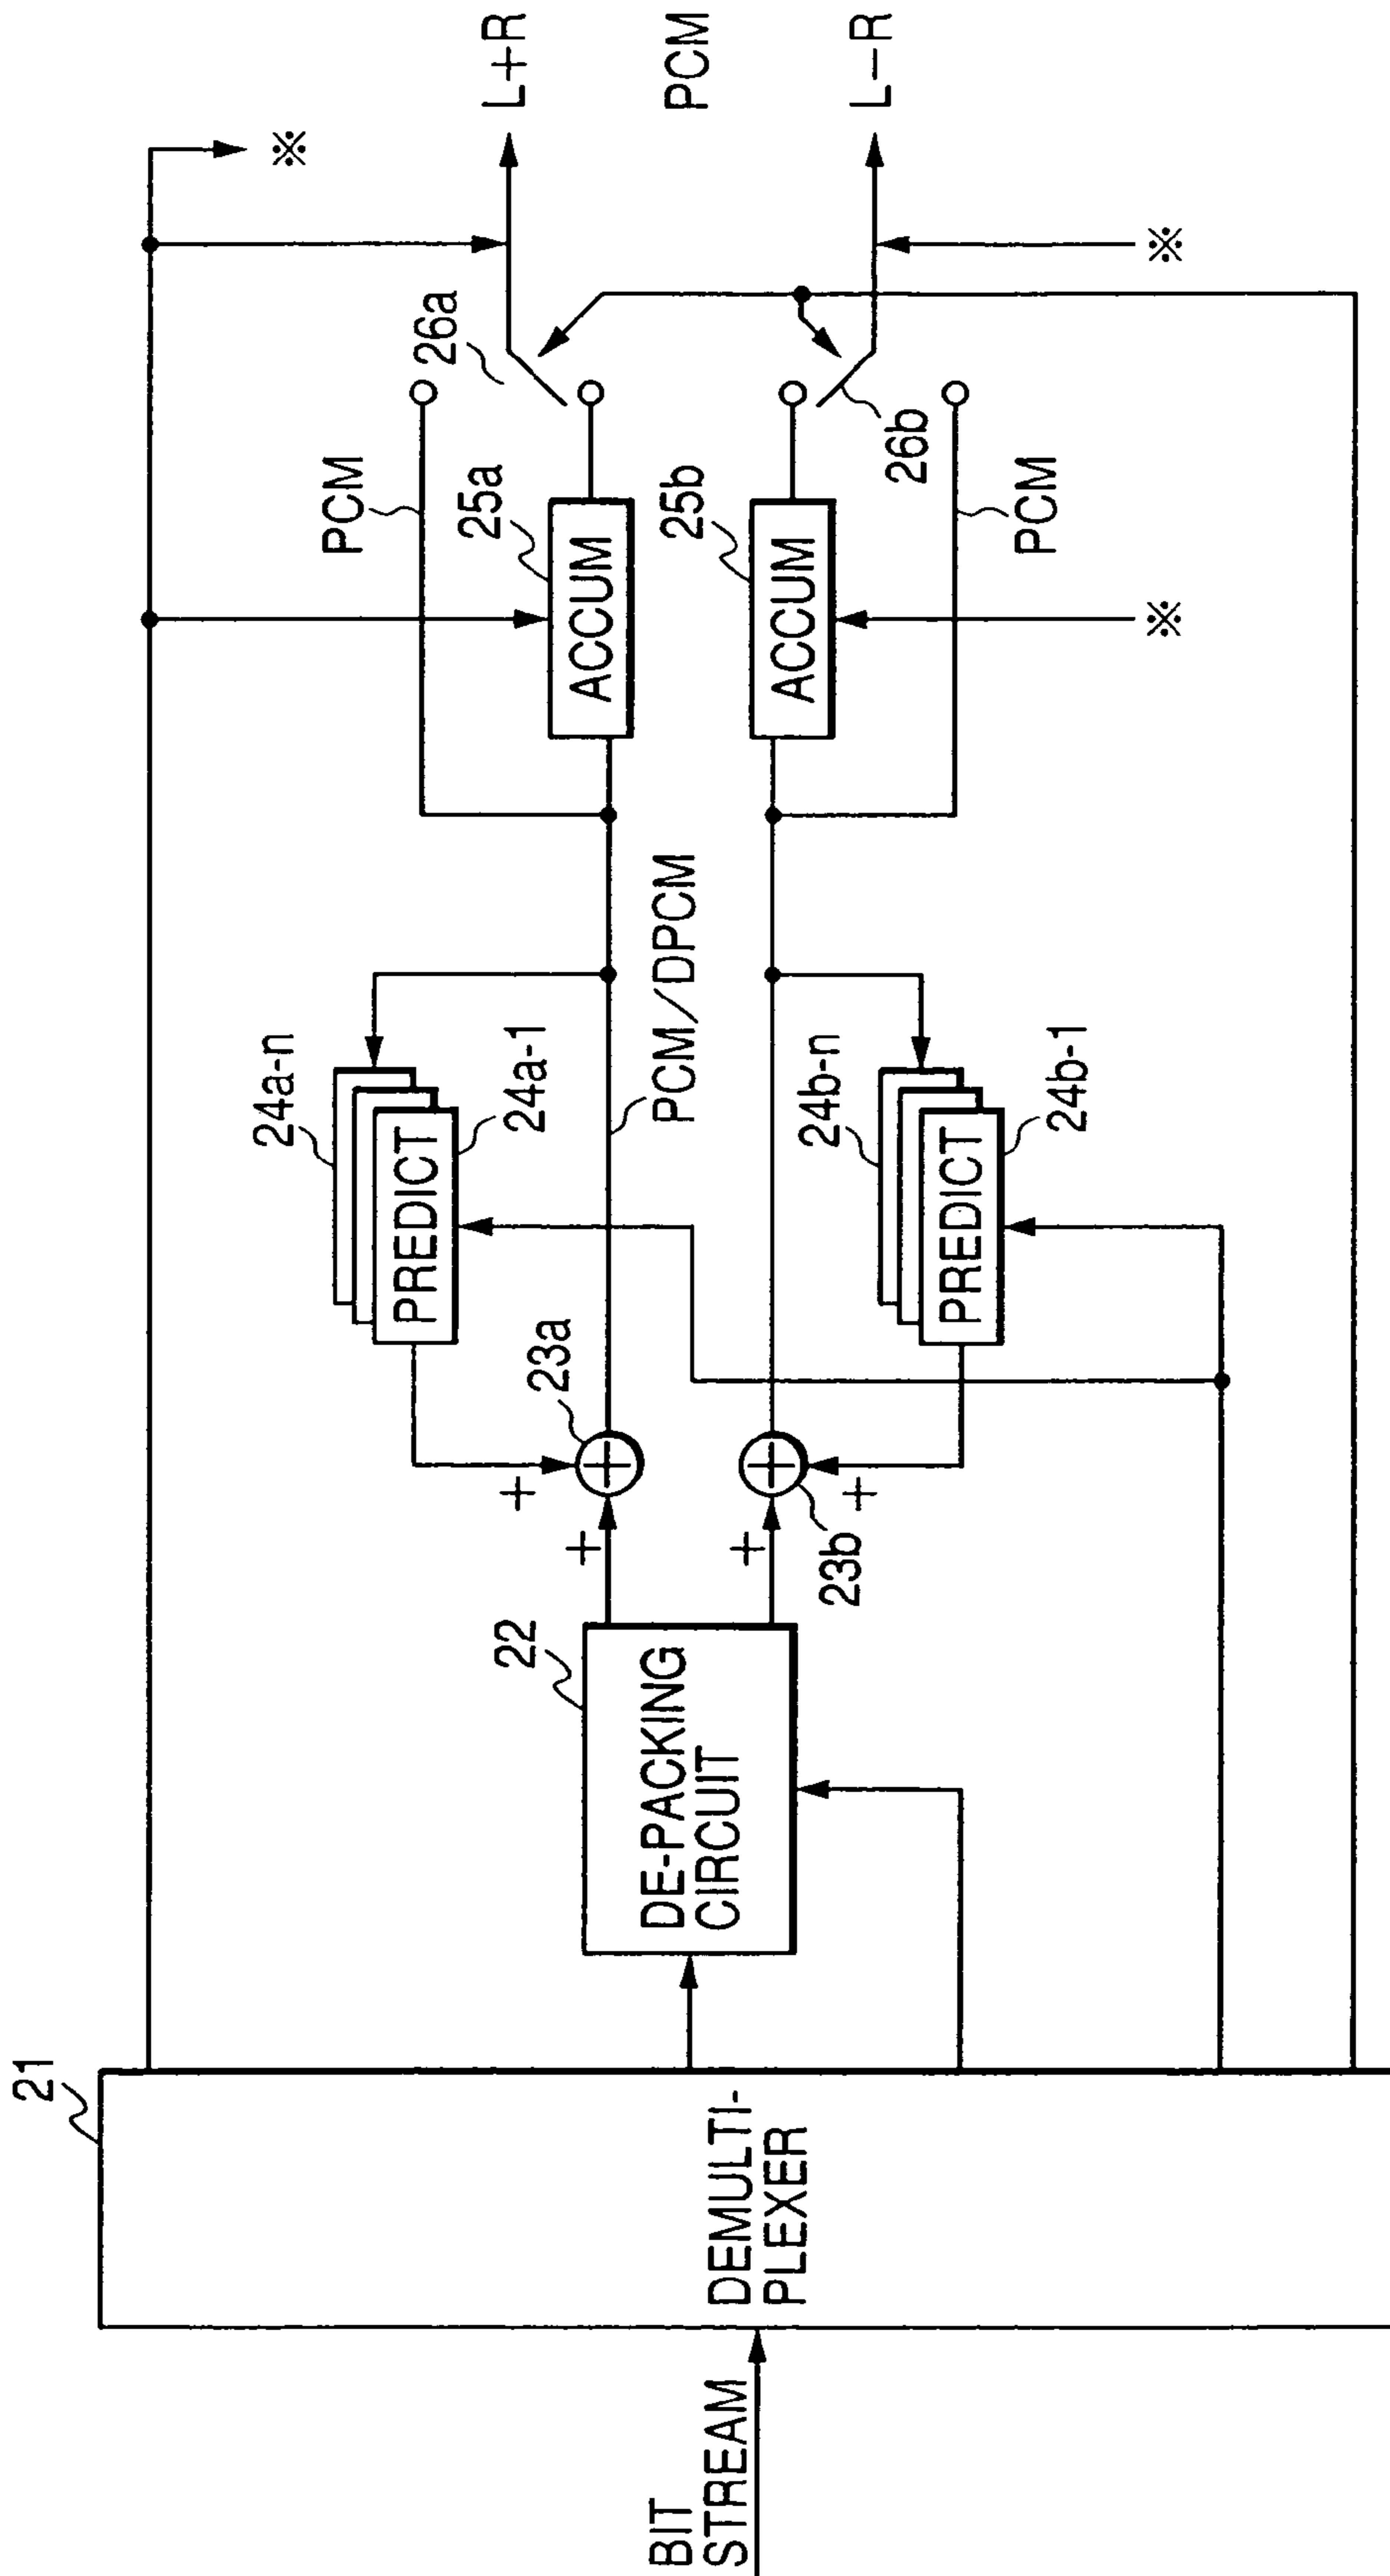 BIT
STREAM
21
DEMULTI-
PLEXER
22
DE-PACKING
CIRCUIT
+
+
23a
+
+
23b
24a-n
PREDICT
24a-1
24b-n
PREDICT
24b-1
PCM/DPCM
PCM
25a
ACCUM
25b
ACCUM
PCM
26a
26b
※
※
※
L+R
PCM
L−R